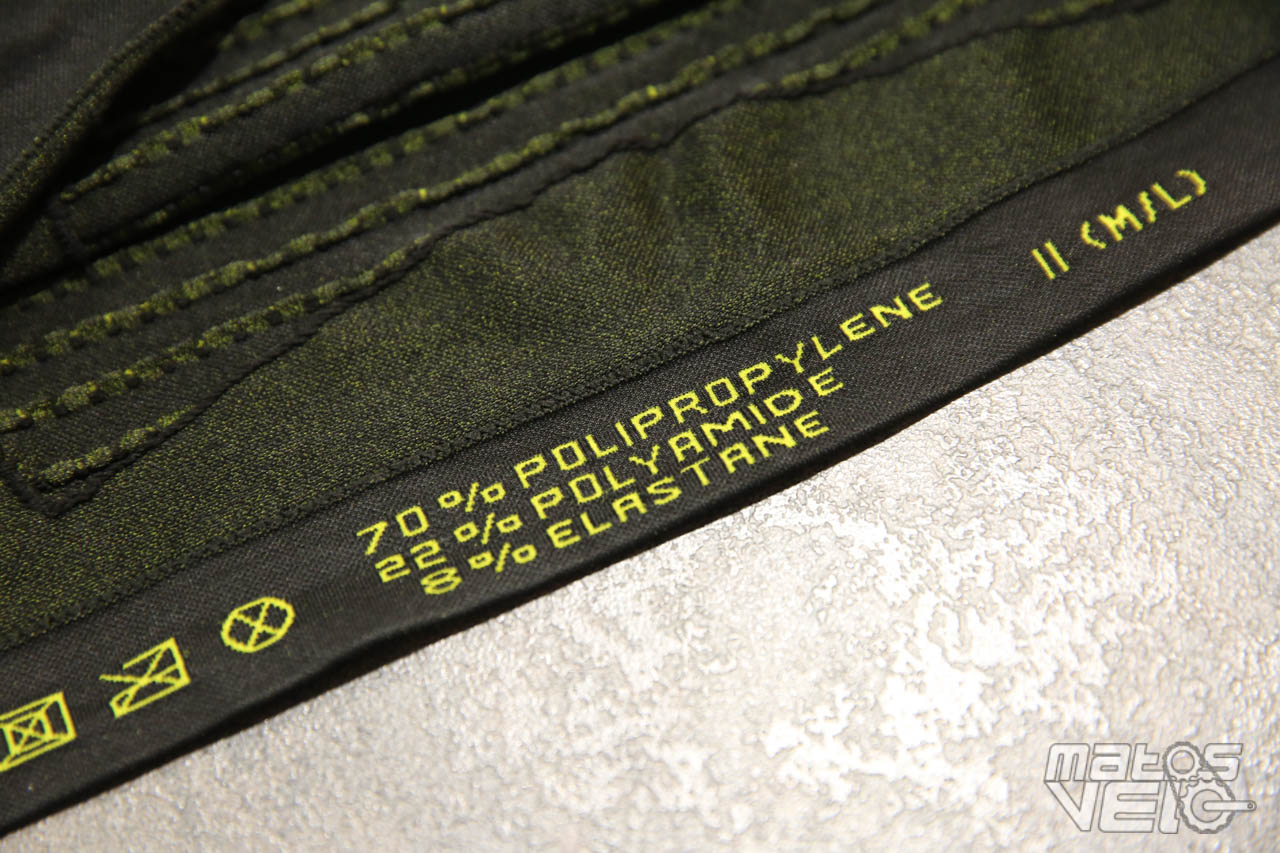 70 % POLIPROPYLENE
22 % POLYAMIDE
8 % ELASTANE
II (M/L)
matos
velo